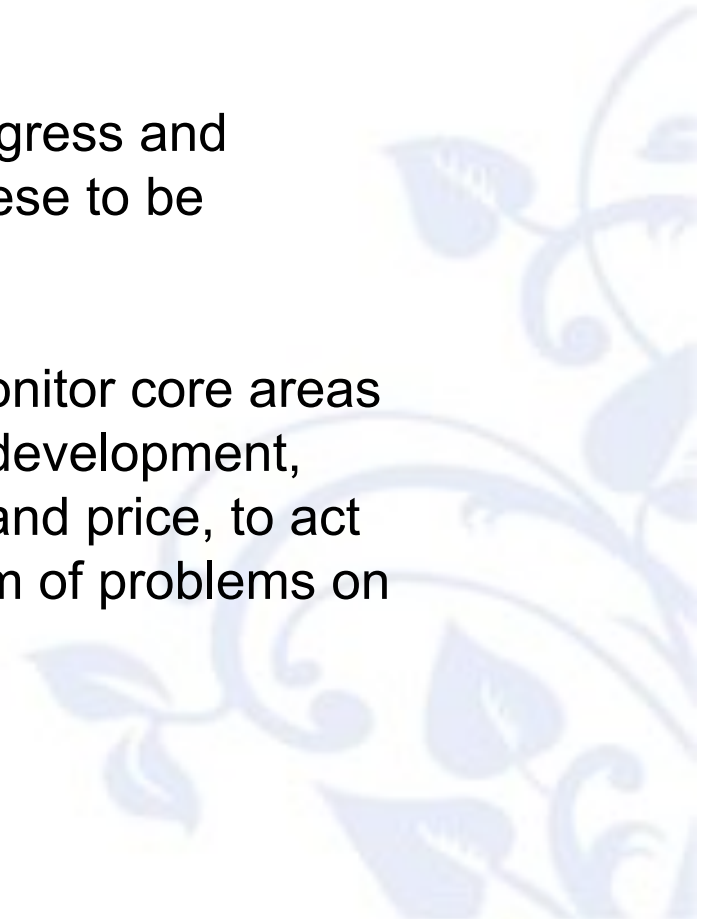 gress and
ese to be
onitor core areas
development,
and price, to act
m of problems on